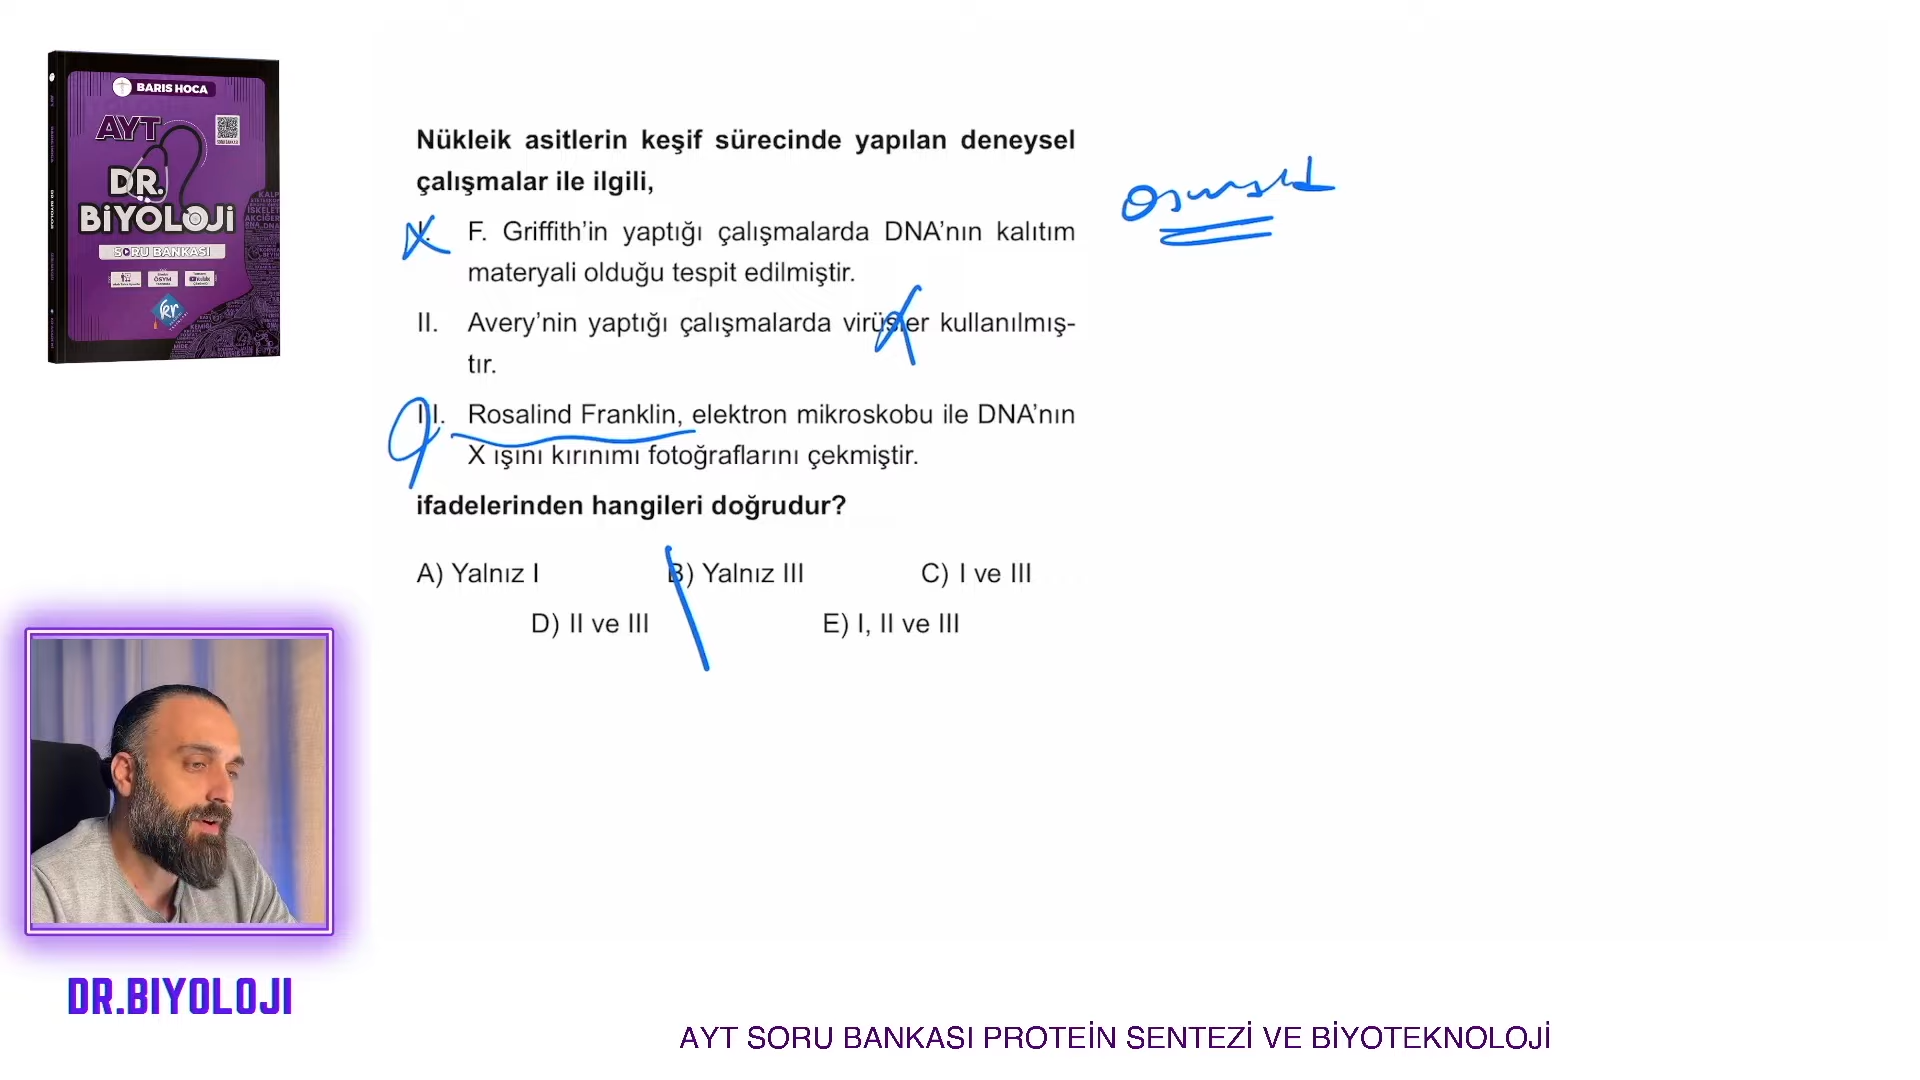 BARIS HOCA
AYT
DR.
BİYOLOJİ
SORU BANKASI
Nükleik asitlerin keşif sürecinde yapılan deneysel
çalışmalar ile ilgili,
F. Griffith'in yaptığı çalışmalarda DNA'nın kalıtım
materyali olduğu tespit edilmiştir.
II. Avery'nin yaptığı çalışmalarda virüsler kullanılmış-
tır.
III. Rosalind Franklin, elektron mikroskobu ile DNA'nın
X ışını kırınımı fotoğraflarını çekmiştir.
ifadelerinden hangileri doğrudur?
A) Yalnız I B) Yalnız III C) I ve III
D) II ve III E) I, II ve III
DR.BIYOLOJI
AYT SORU BANKASI PROTEİN SENTEZİ VE BİYOTEKNOLOJİ